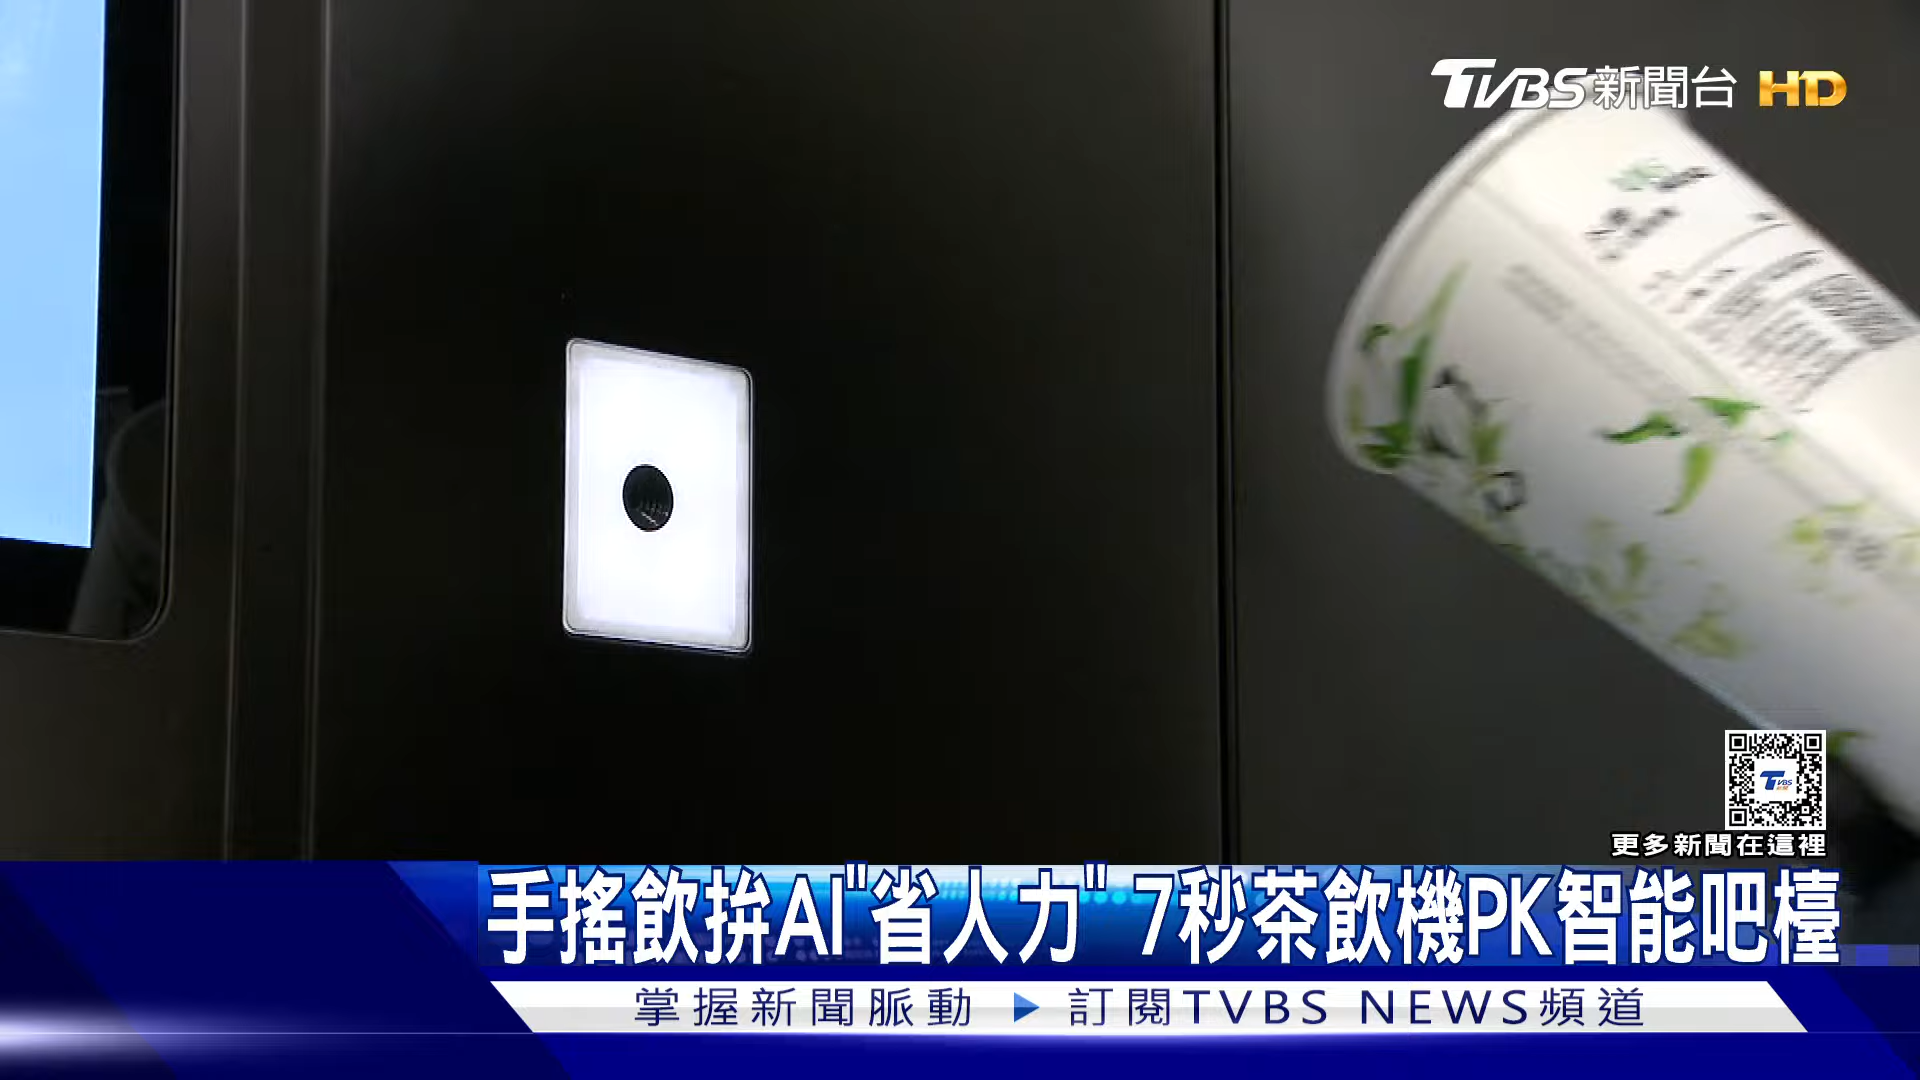 TVBS新聞台 HD
TVBS
更多新聞在這裡
手搖飲拚AI"省人力" 7秒茶飲機PK智能吧檯
掌握新聞脈動 ▶ 訂閱TVBS NEWS頻道